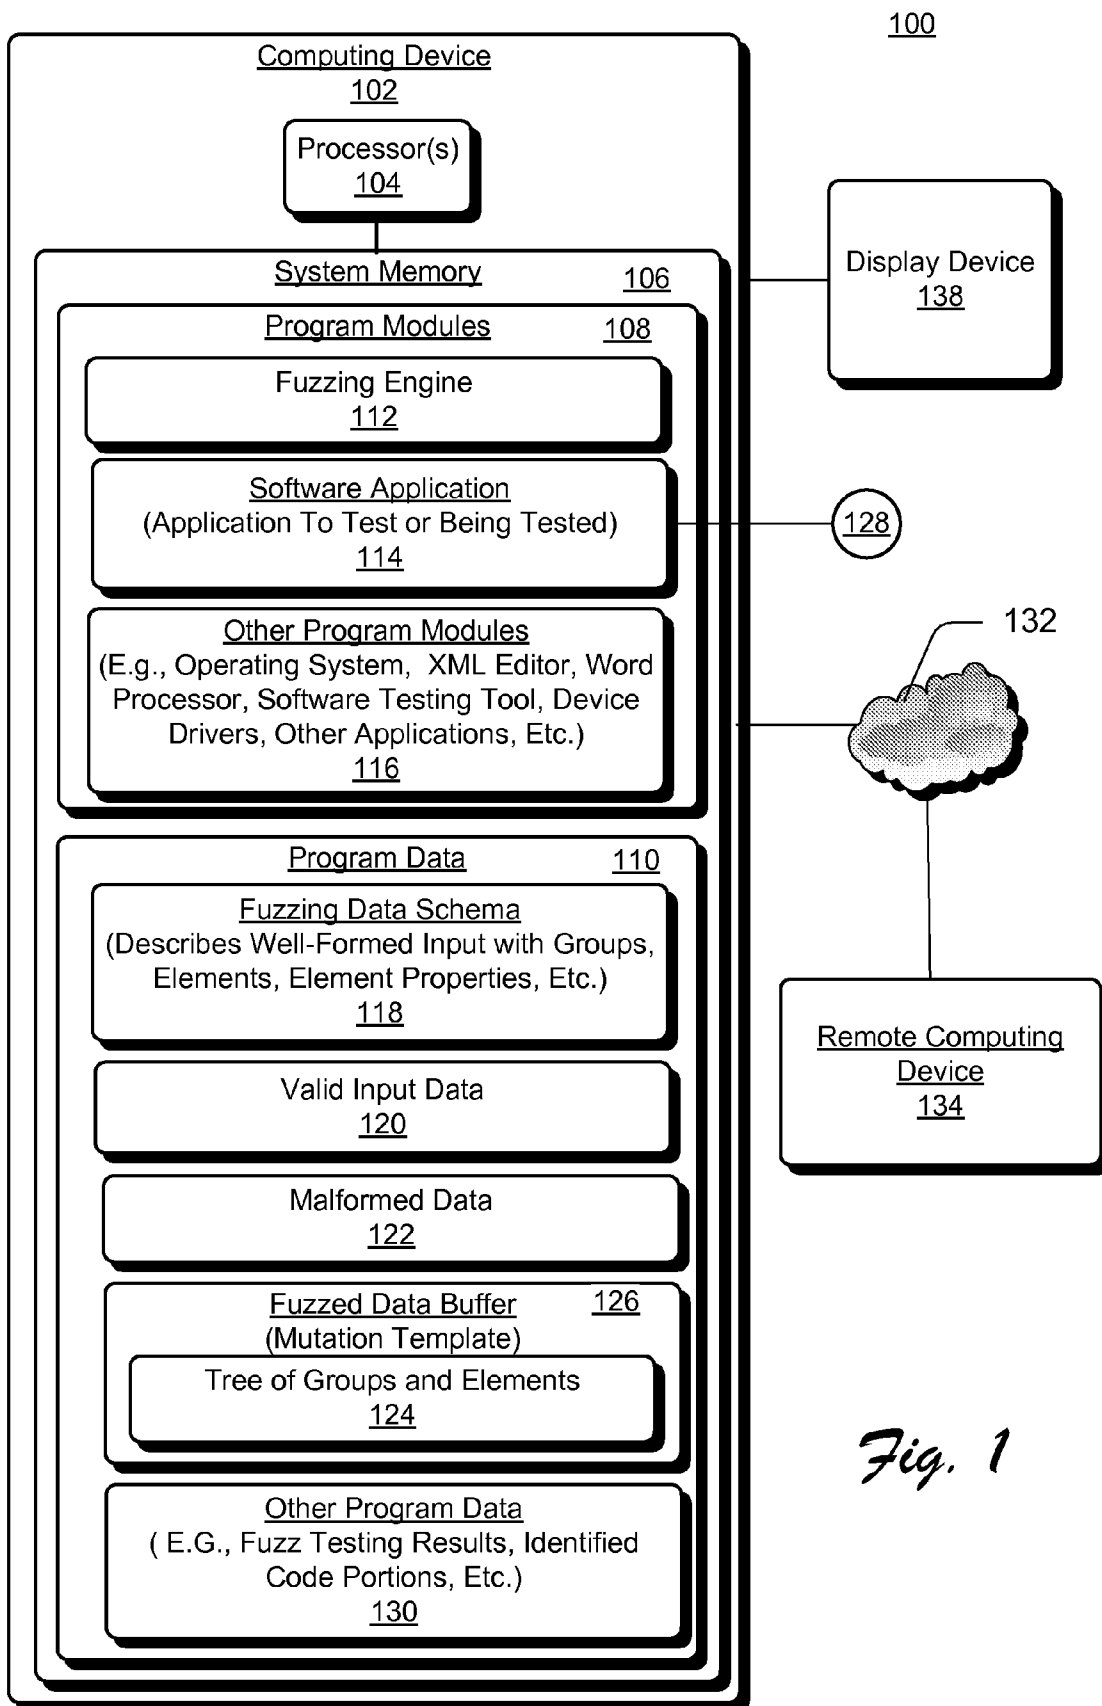 100
Computing Device
102
Processor(s)
104
System Memory
106
Program Modules
108
Fuzzing Engine
112
Software Application
(Application To Test or Being Tested)
114
Other Program Modules
(E.g., Operating System, XML Editor, Word
Processor, Software Testing Tool, Device
Drivers, Other Applications, Etc.)
116
Program Data
110
Fuzzing Data Schema
(Describes Well-Formed Input with Groups,
Elements, Element Properties, Etc.)
118
Valid Input Data
120
Malformed Data
122
Fuzzed Data Buffer
126
(Mutation Template)
Tree of Groups and Elements
124
Other Program Data
( E.G., Fuzz Testing Results, Identified
Code Portions, Etc.)
130
Display Device
138
128
132
Remote Computing
Device
134
Fig. 1